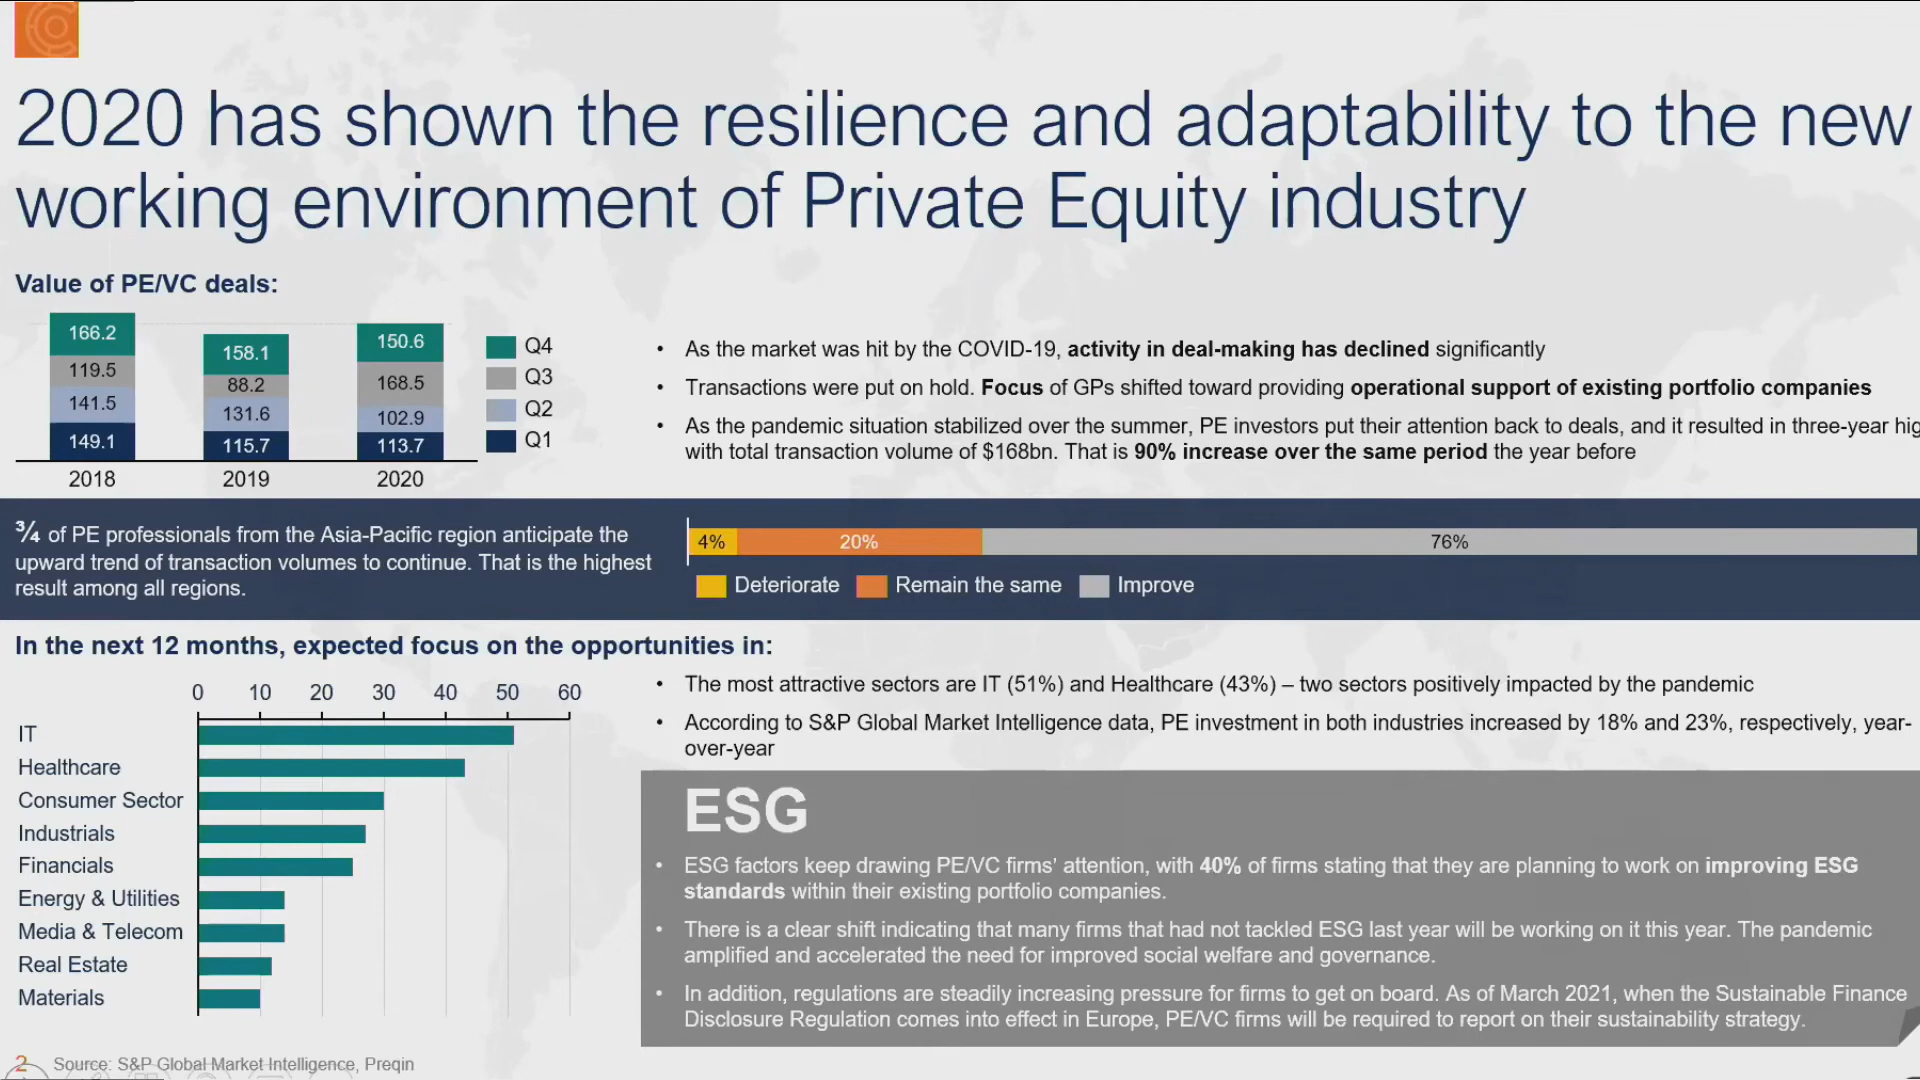 2020 has shown the resilience and adaptability to the new
working environment of Private Equity industry
Value of PE/VC deals:
166.2
119.5
141.5
149.1
2018
158.1
88.2
131.6
115.7
2019
150.6
168.5
102.9
113.7
2020
Q4
Q3
Q2
Q1
• As the market was hit by the COVID-19, activity in deal-making has declined significantly
• Transactions were put on hold. Focus of GPs shifted toward providing operational support of existing portfolio companies
• As the pandemic situation stabilized over the summer, PE investors put their attention back to deals, and it resulted in three-year
with total transaction volume of $168bn. That is 90% increase over the same period the year before
¾ of PE professionals from the Asia-Pacific region anticipate the
upward trend of transaction volumes to continue. That is the highest
result among all regions.
4% 20% 76%
Deteriorate Remain the same Improve
In the next 12 months, expected focus on the opportunities in:
0 10 20 30 40 50 60
IT
Healthcare
Consumer Sector
Industrials
Financials
Energy & Utilities
Media & Telecom
Real Estate
Materials
• The most attractive sectors are IT (51%) and Healthcare (43%) – two sectors positively impacted by the pandemic
• According to S&P Global Market Intelligence data, PE investment in both industries increased by 18% and 23%, respectively, year-
over-year
ESG
• ESG factors keep drawing PE/VC firms' attention, with 40% of firms stating that they are planning to work on improving ESG
standards within their existing portfolio companies.
• There is a clear shift indicating that many firms that had not tackled ESG last year will be working on it this year. The pandemic
amplified and accelerated the need for improved social welfare and governance.
• In addition, regulations are steadily increasing pressure for firms to get on board. As of March 2021, when the Sustainable Finance
Disclosure Regulation comes into effect in Europe, PE/VC firms will be required to report on their sustainability strategy.
2 Source: S&P Global Market Intelligence, Preqin